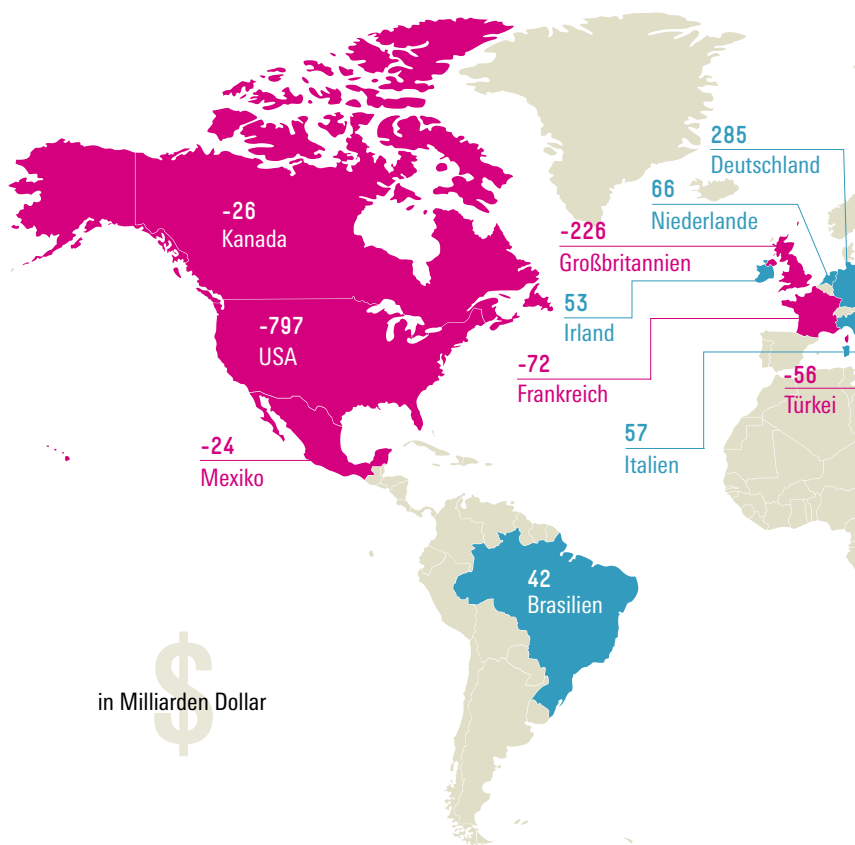 285
Deutschland
66
Niederlande
-26
Kanada
-226
Großbritannien
53
Irland
-797
USA
-72
Frankreich
-56
Türkei
57
Italien
-24
Mexiko
42
Brasilien
$
in Milliarden Dollar